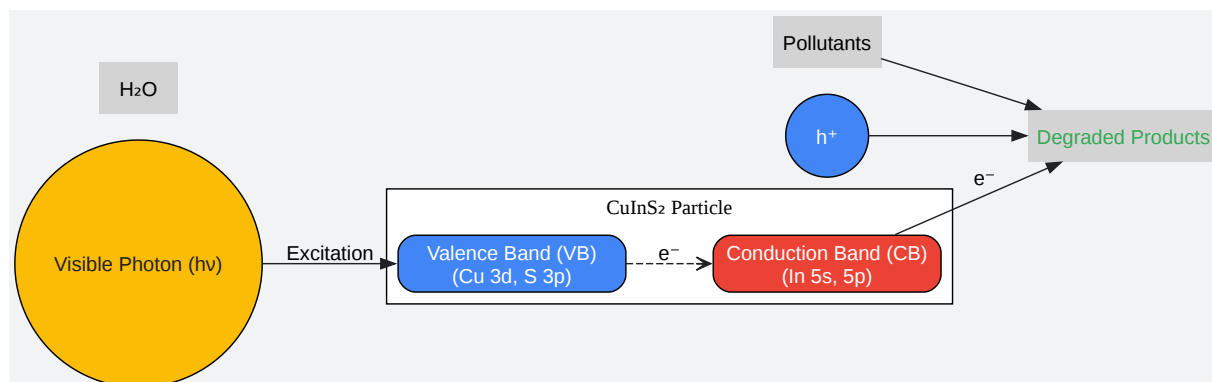 Pollutants
H₂O
h⁺
Degraded Products
e⁻
CuInS₂ Particle
Visible Photon (hν)
Excitation
Valence Band (VB)
(Cu 3d, S 3p)
e⁻
Conduction Band (CB)
(In 5s, 5p)